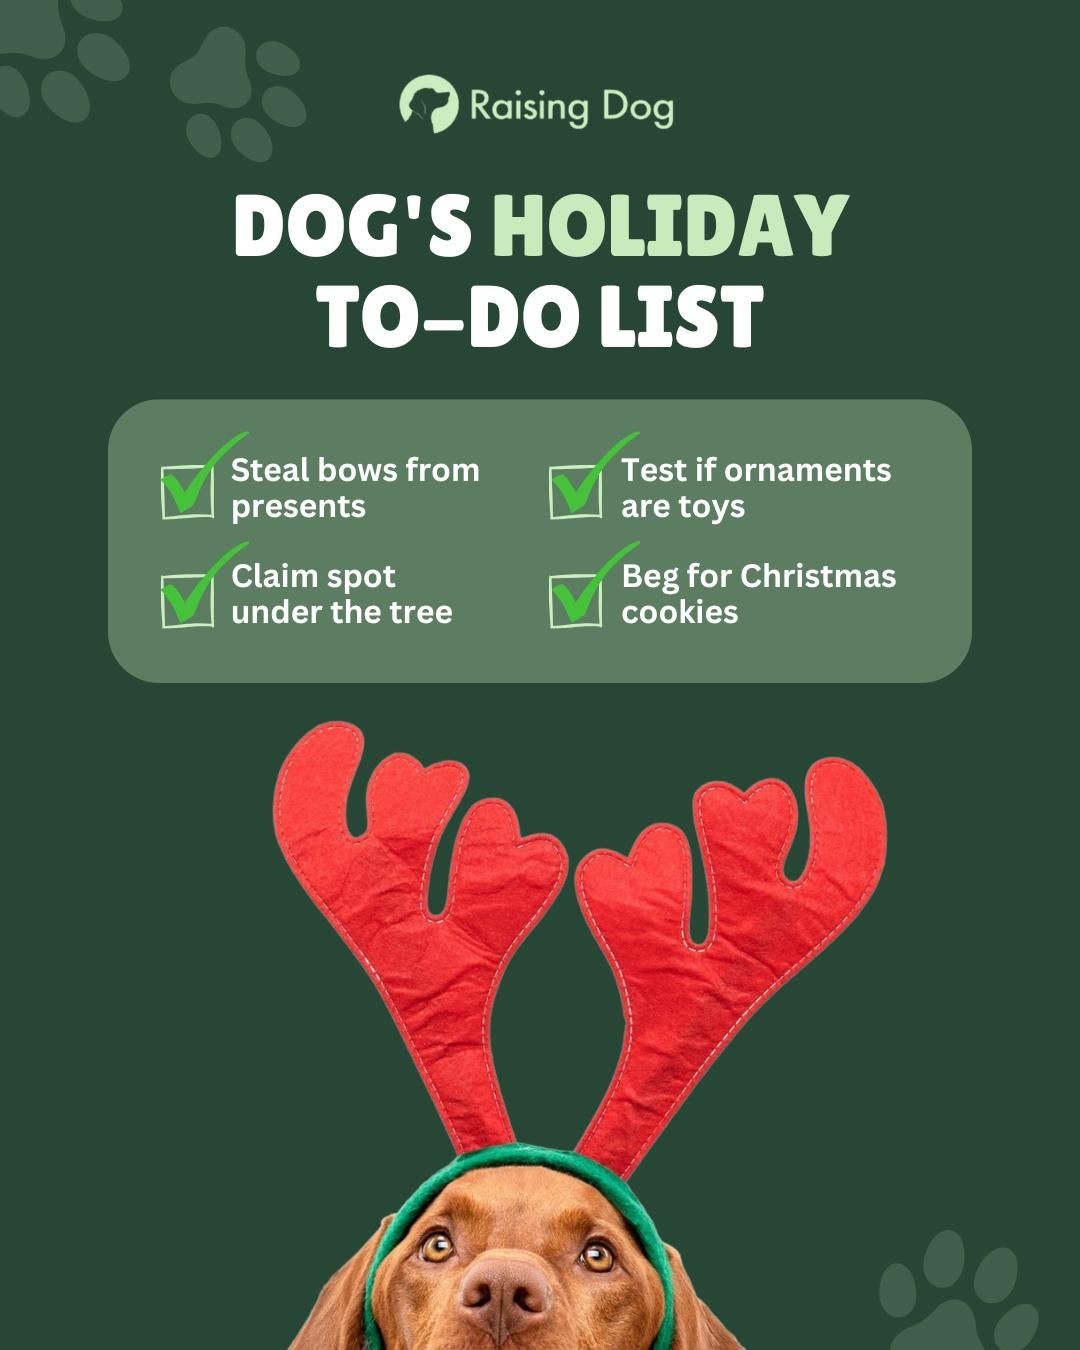 Raising Dog
DOG'S HOLIDAY
TO-DO LIST
Steal bows from
presents
Test if ornaments
are toys
Claim spot
under the tree
Beg for Christmas
cookies